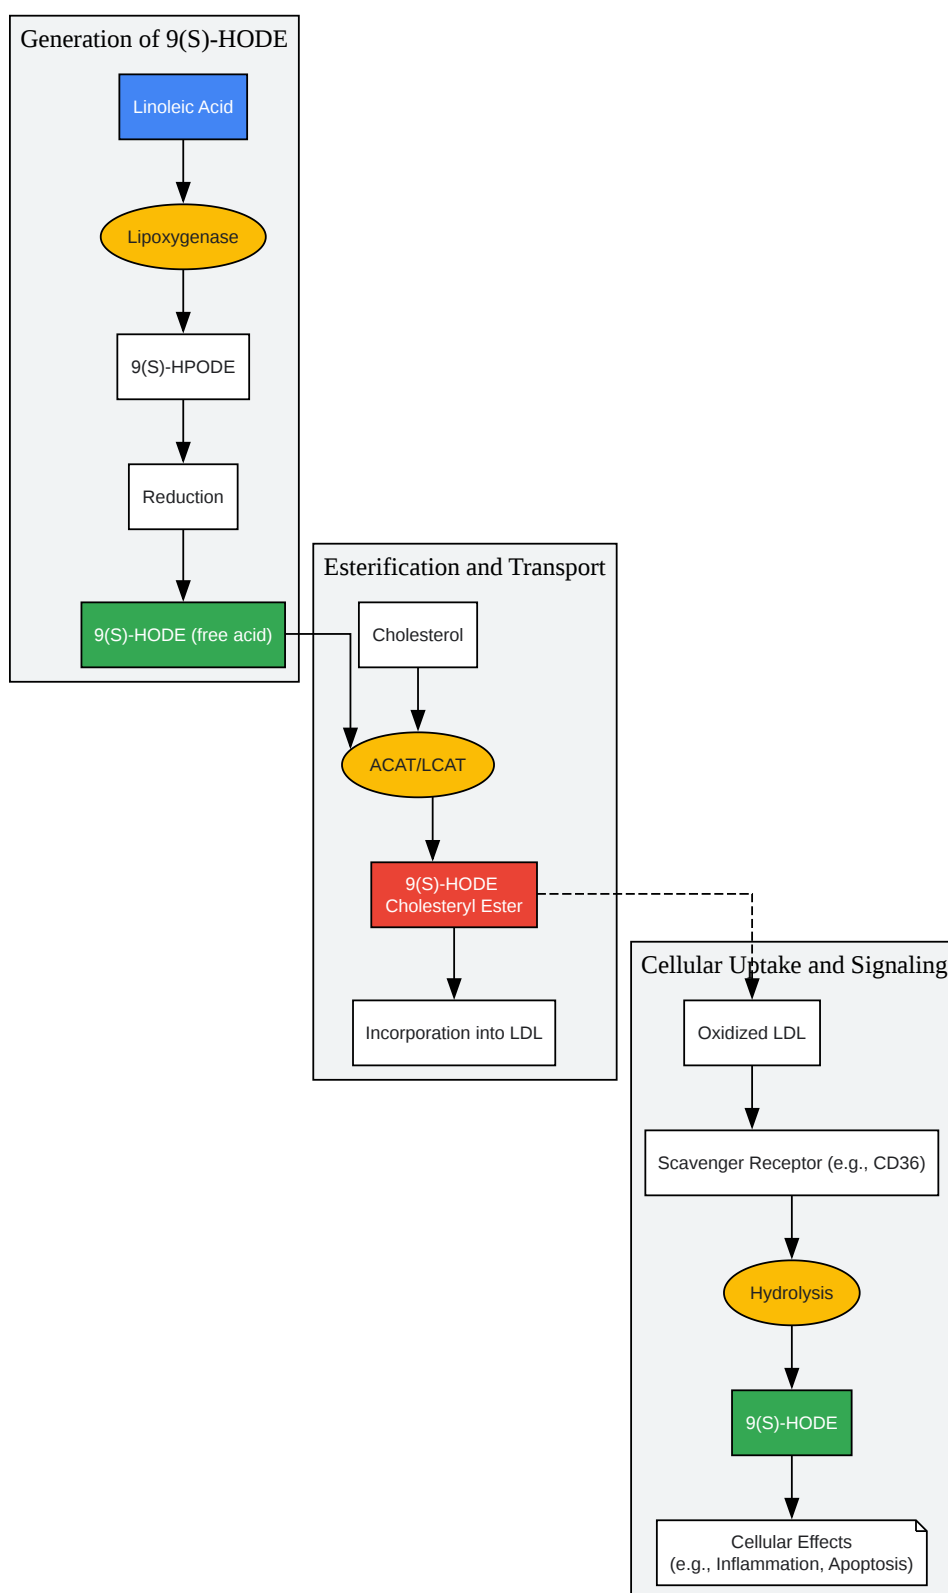 Generation of 9(S)-HODE
Linoleic Acid
Lipoxygenase
9(S)-HPODE
Reduction
9(S)-HODE (free acid)
Esterification and Transport
Cholesterol
ACAT/LCAT
9(S)-HODE
Cholesteryl Ester
Incorporation into LDL
Cellular Uptake and Signaling
Oxidized LDL
Scavenger Receptor (e.g., CD36)
Hydrolysis
9(S)-HODE
Cellular Effects
(e.g., Inflammation, Apoptosis)